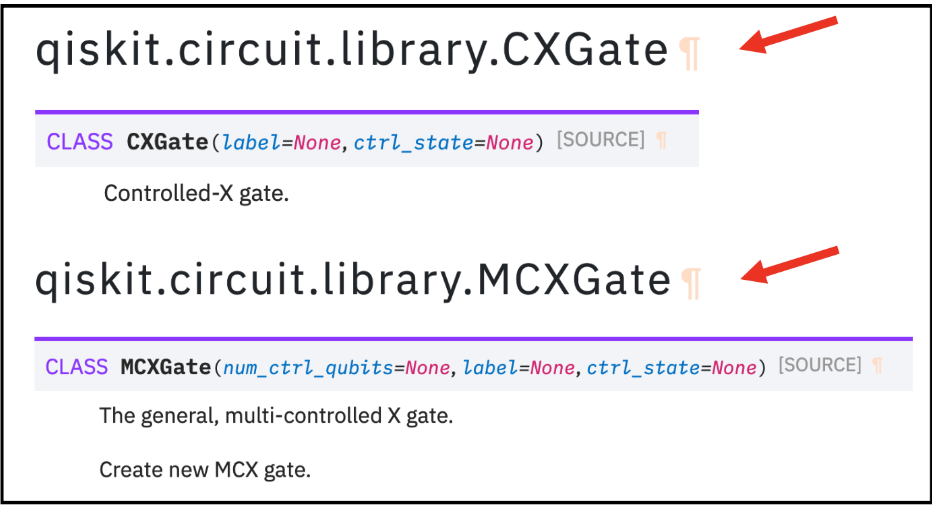 qiskit.circuit.library.CXGate ¶
CLASS CXGate(label=None, ctrl_state=None) [SOURCE] ¶
Controlled-X gate.
qiskit.circuit.library.MCXGate ¶
CLASS MCXGate(num_ctrl_qubits=None, label=None, ctrl_state=None) [SOURCE] ¶
The general, multi-controlled X gate.
Create new MCX gate.